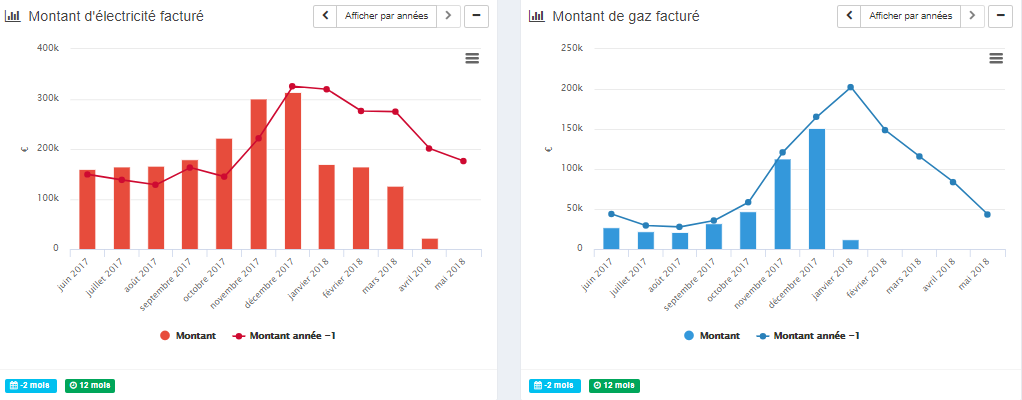 Montant d'électricité facturé
Afficher par années
400k
300k
200k
100k
0
€
juin 2017
juillet 2017
août 2017
septembre 2017
octobre 2017
novembre 2017
décembre 2017
janvier 2018
février 2018
mars 2018
avril 2018
mai 2018
Montant
Montant année −1
-2 mois
12 mois
Montant de gaz facturé
Afficher par années
250k
200k
150k
100k
50k
0
€
juin 2017
juillet 2017
août 2017
septembre 2017
octobre 2017
novembre 2017
décembre 2017
janvier 2018
février 2018
mars 2018
avril 2018
mai 2018
Montant
Montant année −1
-2 mois
12 mois